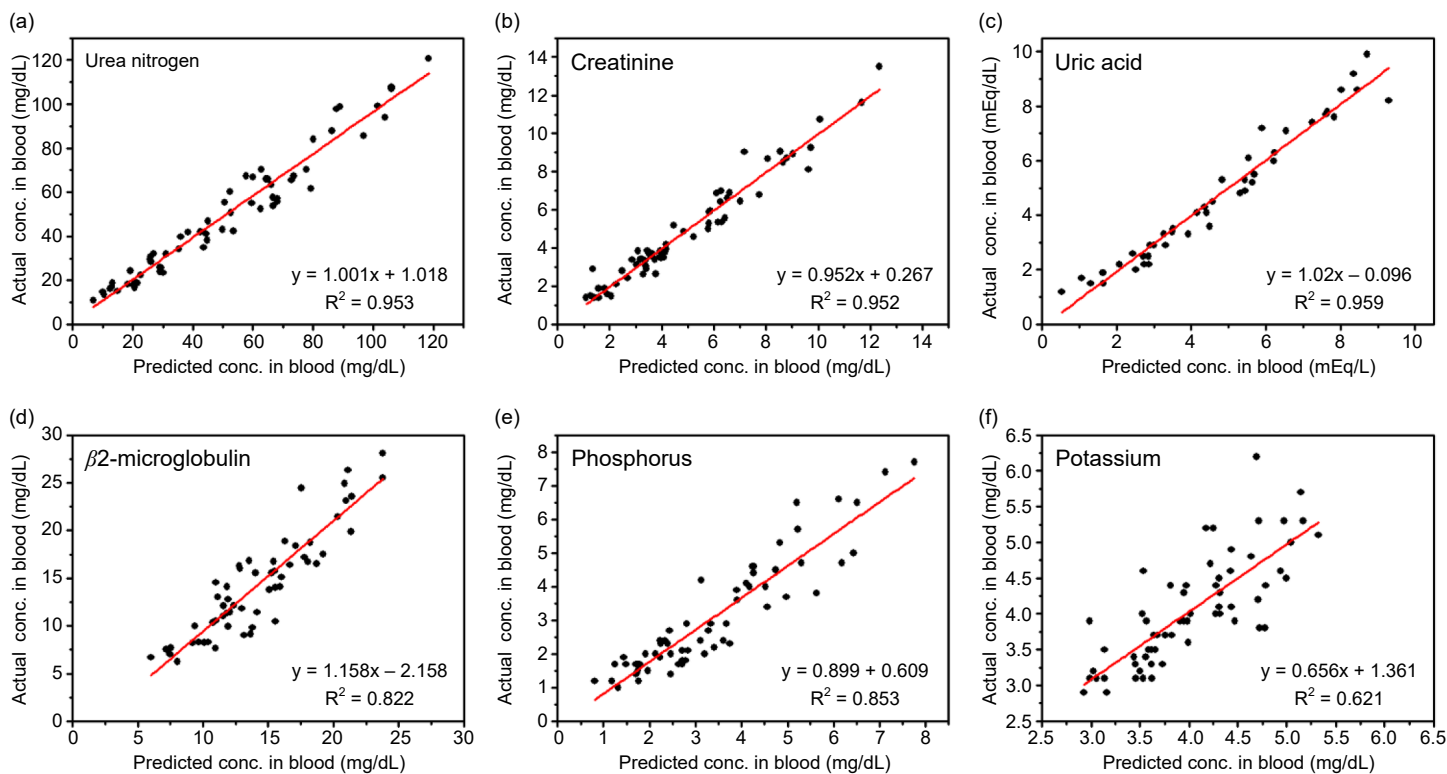 (a)
Actual conc. in blood (mg/dL)
120
100
80
60
40
20
0
Urea nitrogen
y = 1.001x + 1.018
R² = 0.953
0 20 40 60 80 100 120
Predicted conc. in blood (mg/dL)
(b)
Actual conc. in blood (mg/dL)
14
12
10
8
6
4
2
0
Creatinine
y = 0.952x + 0.267
R² = 0.952
0 2 4 6 8 10 12 14
Predicted conc. in blood (mg/dL)
(c)
Actual conc. in blood (mEq/dL)
10
8
6
4
2
0
Uric acid
y = 1.02x – 0.096
R² = 0.959
0 2 4 6 8 10
Predicted conc. in blood (mEq/L)
(d)
Actual conc. in blood (mg/dL)
30
25
20
15
10
5
0
β2-microglobulin
y = 1.158x – 2.158
R² = 0.822
0 5 10 15 20 25 30
Predicted conc. in blood (mg/dL)
(e)
Actual conc. in blood (mg/dL)
8
7
6
5
4
3
2
1
0
Phosphorus
y = 0.899 + 0.609
R² = 0.853
0 1 2 3 4 5 6 7 8
Predicted conc. in blood (mg/dL)
(f)
Actual conc. in blood (mg/dL)
6.5
6.0
5.5
5.0
4.5
4.0
3.5
3.0
2.5
Potassium
y = 0.656x + 1.361
R² = 0.621
2.5 3.0 3.5 4.0 4.5 5.0 5.5 6.0 6.5
Predicted conc. in blood (mg/dL)